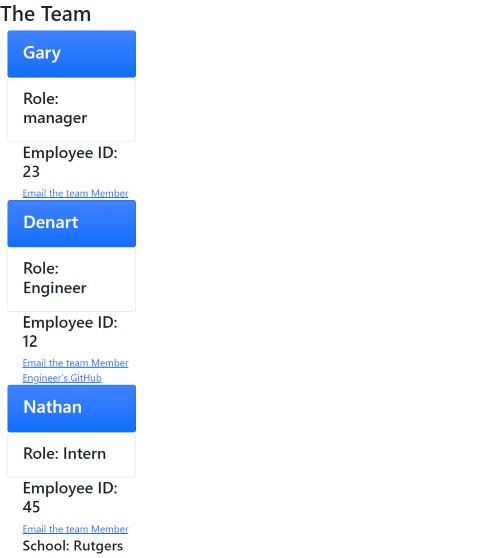 The Team
Gary
Role:
manager
Employee ID:
23
Email the team Member
Denart
Role:
Engineer
Employee ID:
12
Email the team Member
Engineer's GitHub
Nathan
Role: Intern
Employee ID:
45
Email the team Member
School: Rutgers